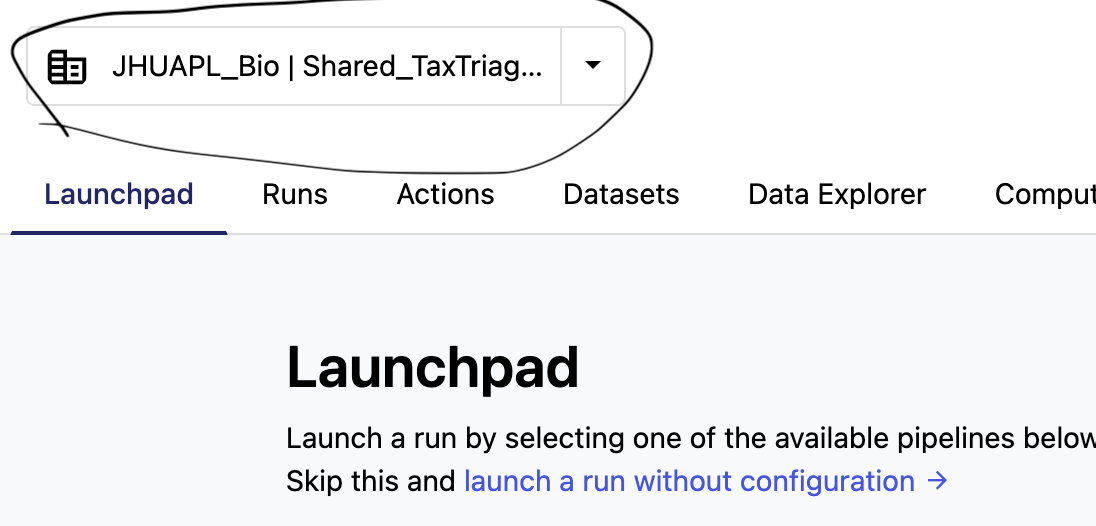 JHUAPL_Bio | Shared_TaxTriag...
Launchpad Runs Actions Datasets Data Explorer Comput
Launchpad
Launch a run by selecting one of the available pipelines below
Skip this and launch a run without configuration →